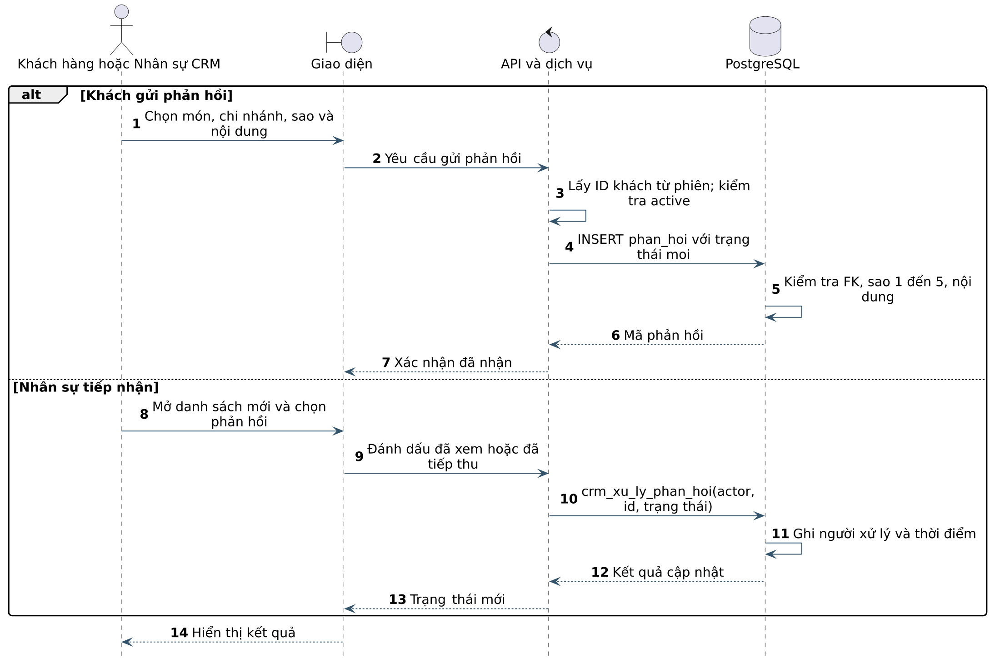 Khách hàng hoặc Nhân sự CRM
Giao diện
API và dịch vụ
PostgreSQL
alt
[Khách gửi phản hồi]
1 Chọn món, chi nhánh, sao và
nội dung
2 Yêu cầu gửi phản hồi
3 Lấy ID khách từ phiên; kiểm
tra active
4 INSERT phan_hoi với trạng
thái moi
5 Kiểm tra FK, sao 1 đến 5, nội
dung
6 Mã phản hồi
7 Xác nhận đã nhận
[Nhân sự tiếp nhận]
8 Mở danh sách mới và chọn
phản hồi
9 Đánh dấu đã xem hoặc đã
tiếp thu
10 crm_xu_ly_phan_hoi(actor,
id, trạng thái)
11 Ghi người xử lý và thời điểm
12 Kết quả cập nhật
13 Trạng thái mới
14 Hiển thị kết quả